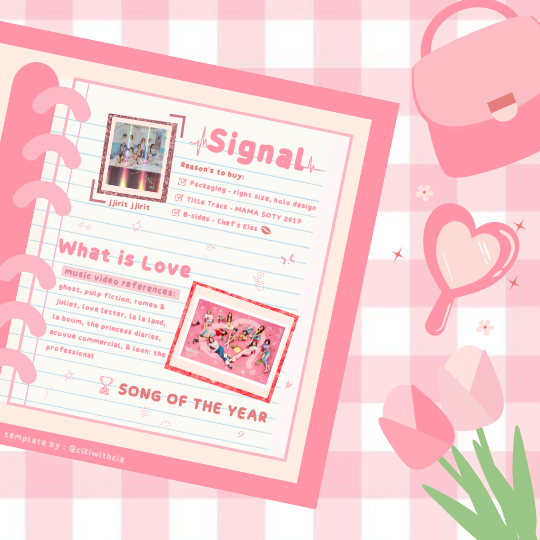 Signal
Reason's to buy:
Packaging - right size, holo design
Title Track - MAMA SOTY 2017
B-sides - Chef's Kiss
jjirit jjirit
What is Love
music video references:
ghost, pulp fiction, romeo &
juliet, love letter, la la land,
la boum, the princess diaries,
acuvue commercial, & leon: the
professional
SONG OF THE YEAR
template by : @cikiwithcia